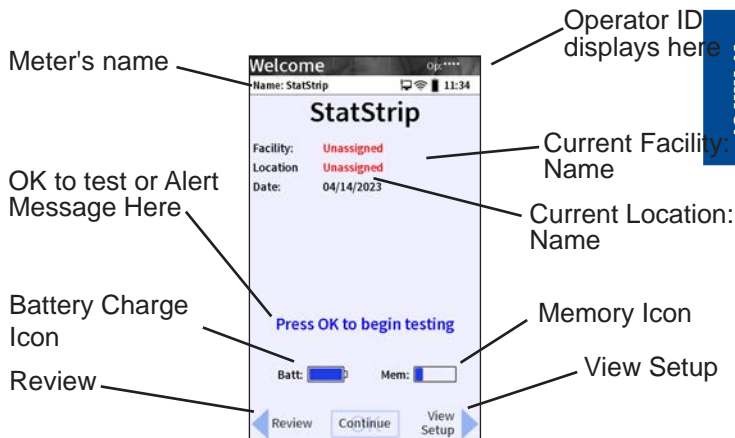 Operator ID
displays here
Meter's name
Welcome
Op:****
Name: StatStrip
11:34
StatStrip
Facility: Unassigned
Location Unassigned
Date: 04/14/2023
Current Facility:
Name
Current Location:
Name
OK to test or Alert
Message Here
Press OK to begin testing
Battery Charge
Icon
Memory Icon
Batt:
Mem:
Review
View Setup
Review
Continue
OK
View
Setup